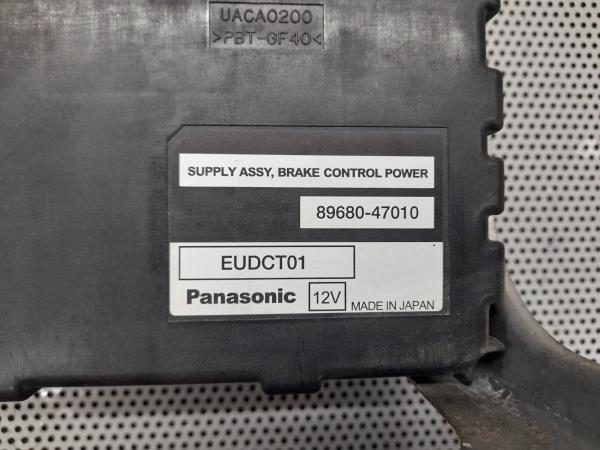 UACA0200
>PBT-GF40<
SUPPLY ASSY, BRAKE CONTROL POWER
89680-47010
EUDCT01
Panasonic 12V MADE IN JAPAN